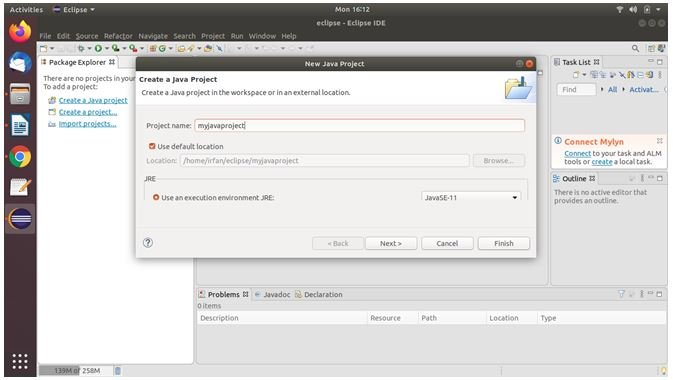 Activities
Eclipse
Mon 16:12
eclipse - Eclipse IDE
File Edit Source Refactor Navigate Search Project Run Window Help
Package Explorer
There are no projects in your
To add a project:
Create a Java project
Create a project...
Import projects...
New Java Project
Create a Java Project
Create a Java project in the workspace or in an external location.
Project name: myjavaproject
Use default location
Location: /home/irfan/eclipse/myjavaproject
Browse...
JRE
Use an execution environment JRE:
JavaSE-11
< Back
Next >
Cancel
Finish
Task List
Find
All
Activat...
Connect Mylyn
Connect to your task and ALM
tools or create a local task.
Outline
There is no active editor that
provides an outline.
Problems
Javadoc
Declaration
0 items
Description Resource Path Location Type
139M of 258M